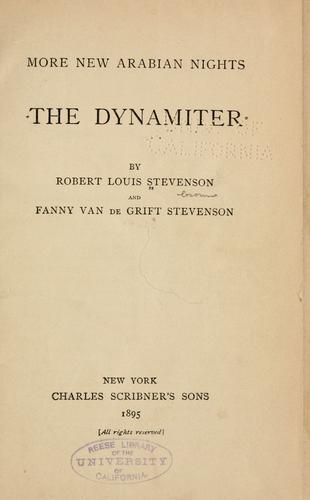 MORE NEW ARABIAN NIGHTS
THE DYNAMITER
CALIFORNIA
BY
ROBERT LOUIS STEVENSON
AND
FANNY VAN DE GRIFT STEVENSON
NEW YORK
CHARLES SCRIBNER'S SONS
1895
[All rights reserved]
REESE LIBRARY
OF THE
UNIVERSITY
OF CALIFORNIA